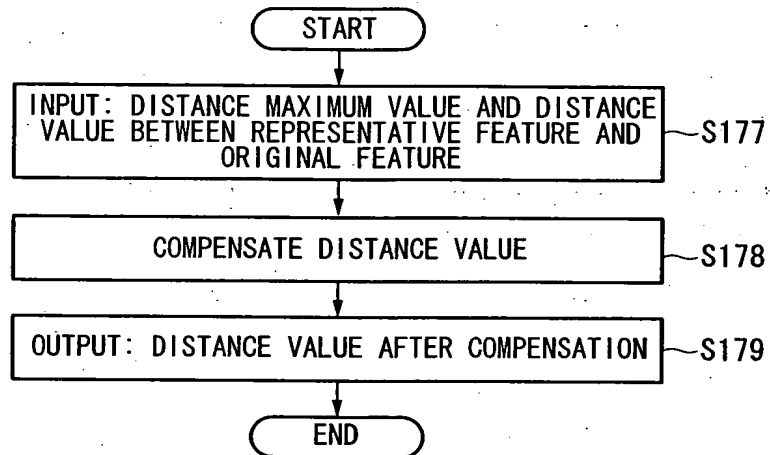 START
INPUT: DISTANCE MAXIMUM VALUE AND DISTANCE
VALUE BETWEEN REPRESENTATIVE FEATURE AND
ORIGINAL FEATURE
S177
COMPENSATE DISTANCE VALUE
S178
OUTPUT: DISTANCE VALUE AFTER COMPENSATION
S179
END